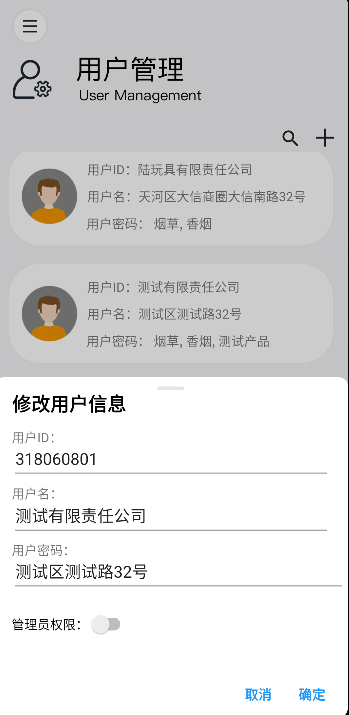 用户管理
User Management
用户ID：陆玩具有限责任公司
用户名：天河区大信商圈大信南路32号
用户密码： 烟草, 香烟
用户ID：测试有限责任公司
用户名：测试区测试路32号
用户密码： 烟草, 香烟, 测试产品
修改用户信息
用户ID：
318060801
用户名：
测试有限责任公司
用户密码：
测试区测试路32号
管理员权限：
取消 确定